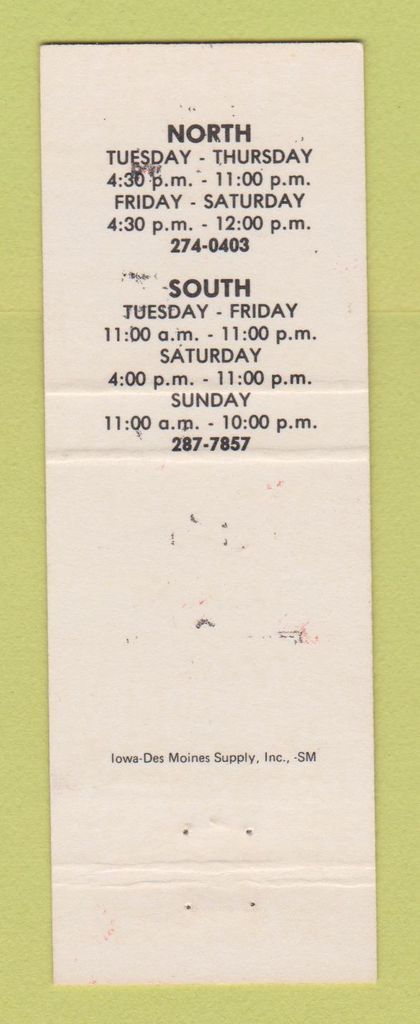 NORTH
TUESDAY - THURSDAY
4:30 p.m. - 11:00 p.m.
FRIDAY - SATURDAY
4:30 p.m. - 12:00 p.m.
274-0403
SOUTH
TUESDAY - FRIDAY
11:00 a.m. - 11:00 p.m.
SATURDAY
4:00 p.m. - 11:00 p.m.
SUNDAY
11:00 a.m. - 10:00 p.m.
287-7857
Iowa-Des Moines Supply, Inc., -SM